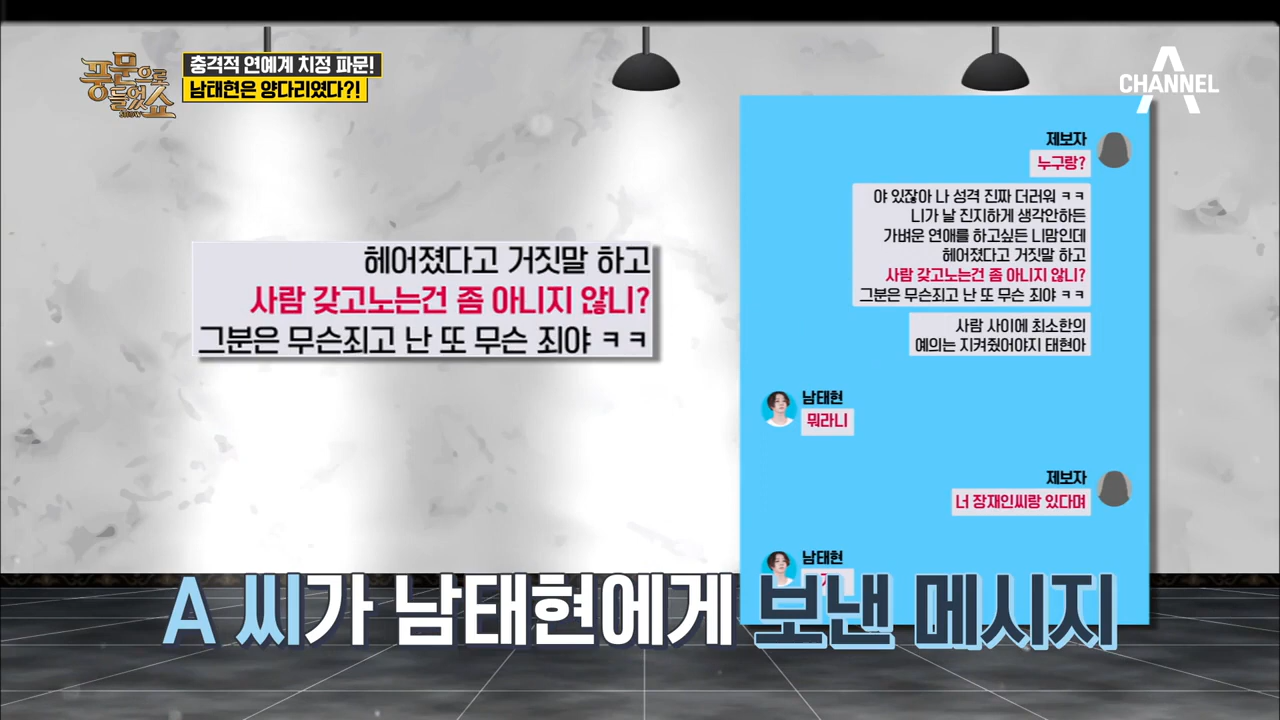 풍문으로
들었쇼
SHOW
충격적 연예계 치정 파문!
남태현은 양다리였다?!
CHANNEL
A
헤어졌다고 거짓말 하고
사람 갖고노는건 좀 아니지 않니?
그분은 무슨죄고 난 또 무슨 죄야 ㅋㅋ
제보자
누구랑?
야 있잖아 나 성격 진짜 더러워 ㅋㅋ
니가 날 진지하게 생각안하든
가벼운 연애를 하고싶든 니맘인데
헤어졌다고 거짓말 하고
사람 갖고노는건 좀 아니지 않니?
그분은 무슨죄고 난 또 무슨 죄야 ㅋㅋ
사람 사이에 최소한의
예의는 지켜줬어야지 태현아
남태현
뭐라니
제보자
너 장재인씨랑 있다며
남태현
A 씨가 남태현에게 보낸 메시지